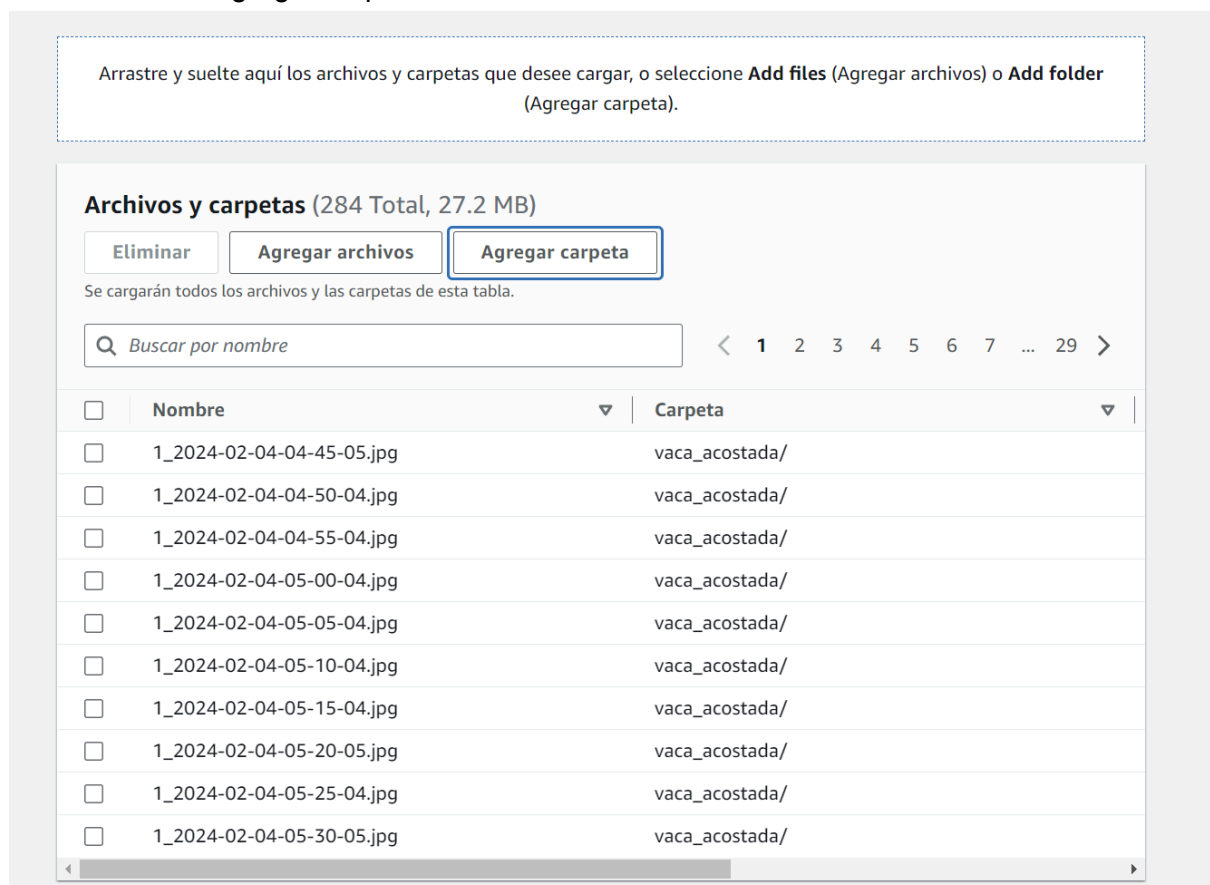 Arrastre y suelte aquí los archivos y carpetas que desee cargar, o seleccione Add files (Agregar archivos) o Add folder
(Agregar carpeta).
Archivos y carpetas (284 Total, 27.2 MB)
Eliminar Agregar archivos Agregar carpeta
Se cargarán todos los archivos y las carpetas de esta tabla.
Buscar por nombre 1 2 3 4 5 6 7 ... 29
Nombre Carpeta
1_2024-02-04-04-45-05.jpg vaca_acostada/
1_2024-02-04-04-50-04.jpg vaca_acostada/
1_2024-02-04-04-55-04.jpg vaca_acostada/
1_2024-02-04-05-00-04.jpg vaca_acostada/
1_2024-02-04-05-05-04.jpg vaca_acostada/
1_2024-02-04-05-10-04.jpg vaca_acostada/
1_2024-02-04-05-15-04.jpg vaca_acostada/
1_2024-02-04-05-20-05.jpg vaca_acostada/
1_2024-02-04-05-25-04.jpg vaca_acostada/
1_2024-02-04-05-30-05.jpg vaca_acostada/